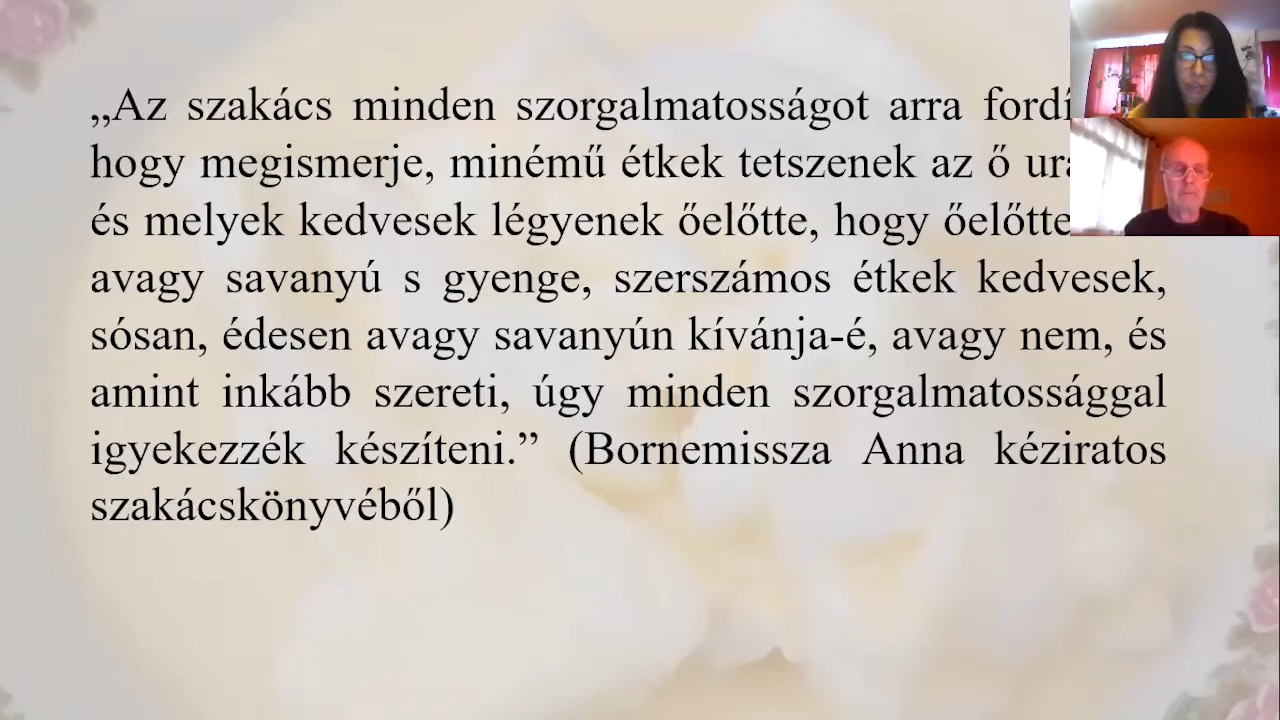 „Az szakács minden szorgalmatosságot arra
hogy megismerje, minémű étkek tetszenek az ő
és melyek kedvesek légyenek őelőtte, hogy őelőtte
avagy savanyú s gyenge, szerszámos étkek kedvesek,
sósan, édesen avagy savanyún kívánja-é, avagy nem, és
amint inkább szereti, úgy minden szorgalmatossággal
igyekezzék készíteni.” (Bornemissza Anna kéziratos
szakácskönyvéből)